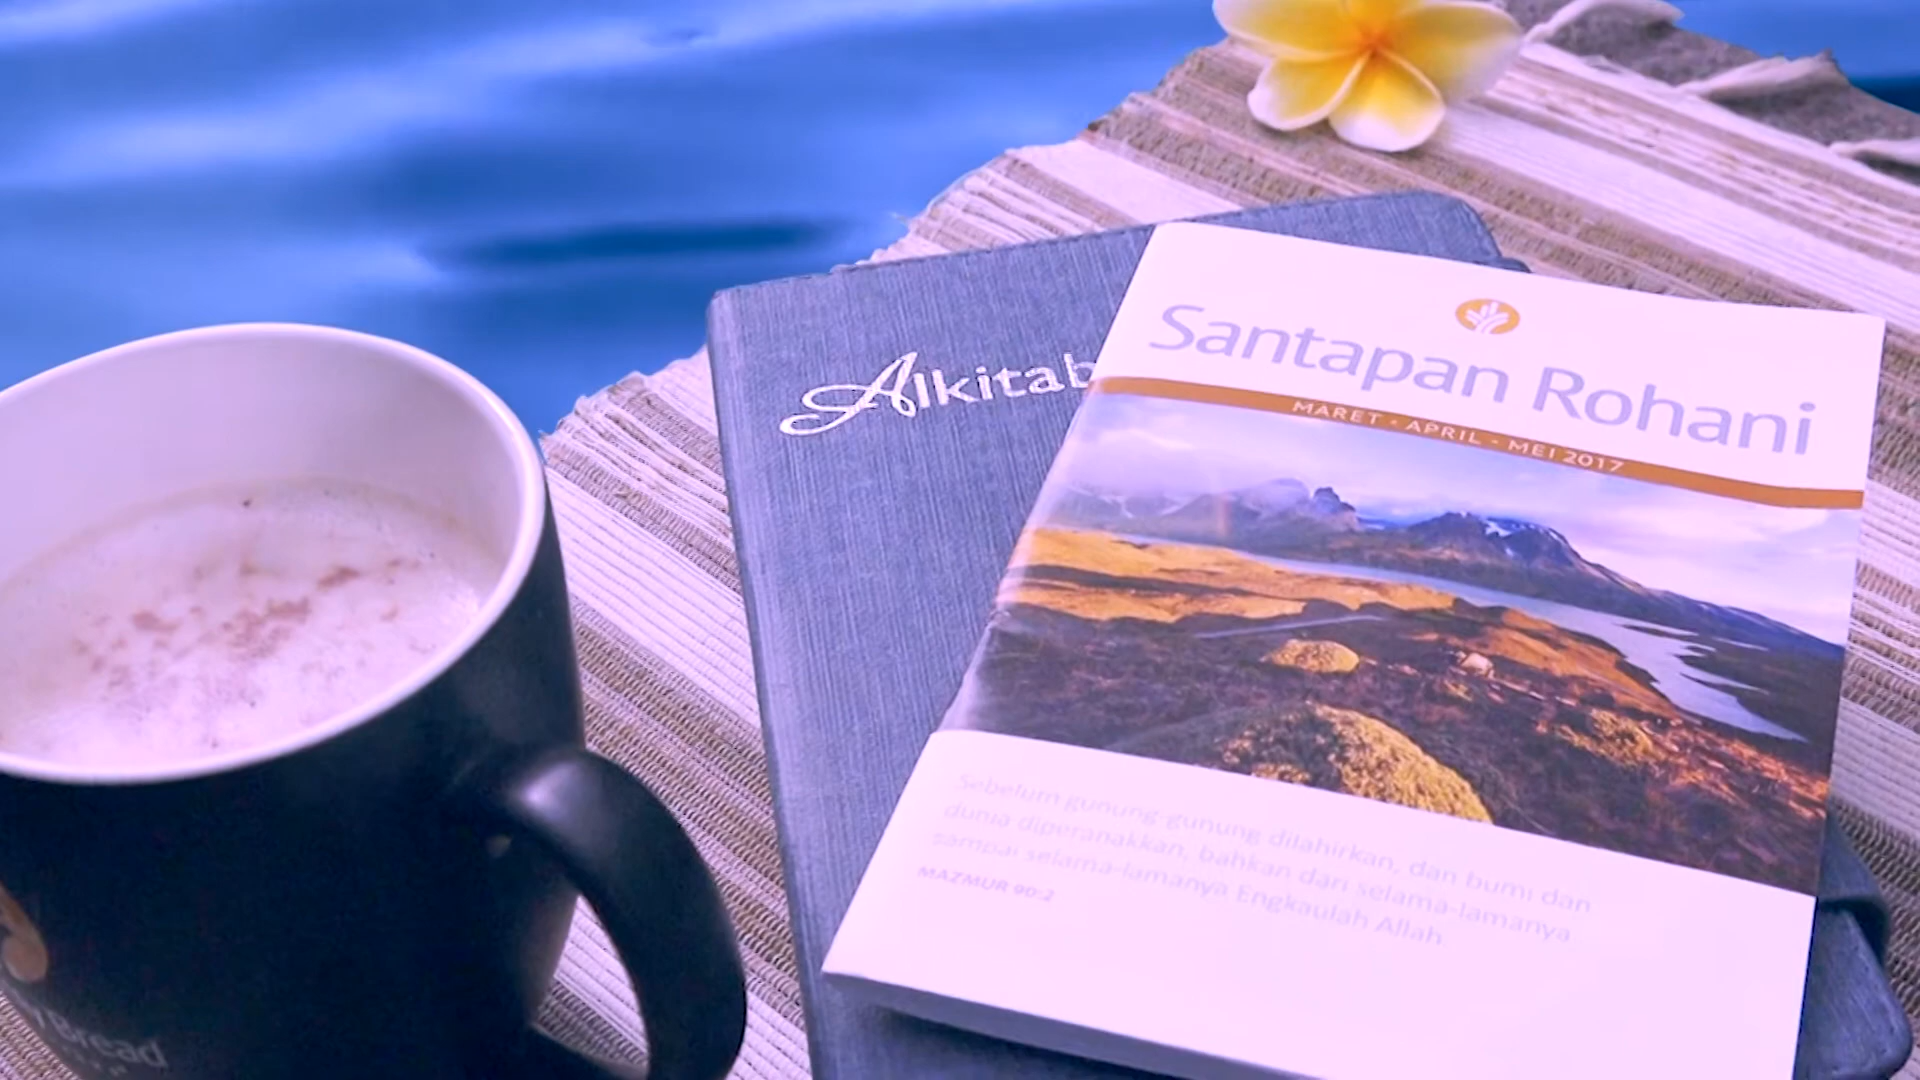 Alkitab
Santapan Rohani
MARET • APRIL • MEI 2017
Sebelum gunung gunung dilahirkan, dan bumi dan
dunia diperanakkan, bahkan dari selama-lamanya
sampai selama-lamanya Engkaulah Allah
MAZMUR 90:2
Bread